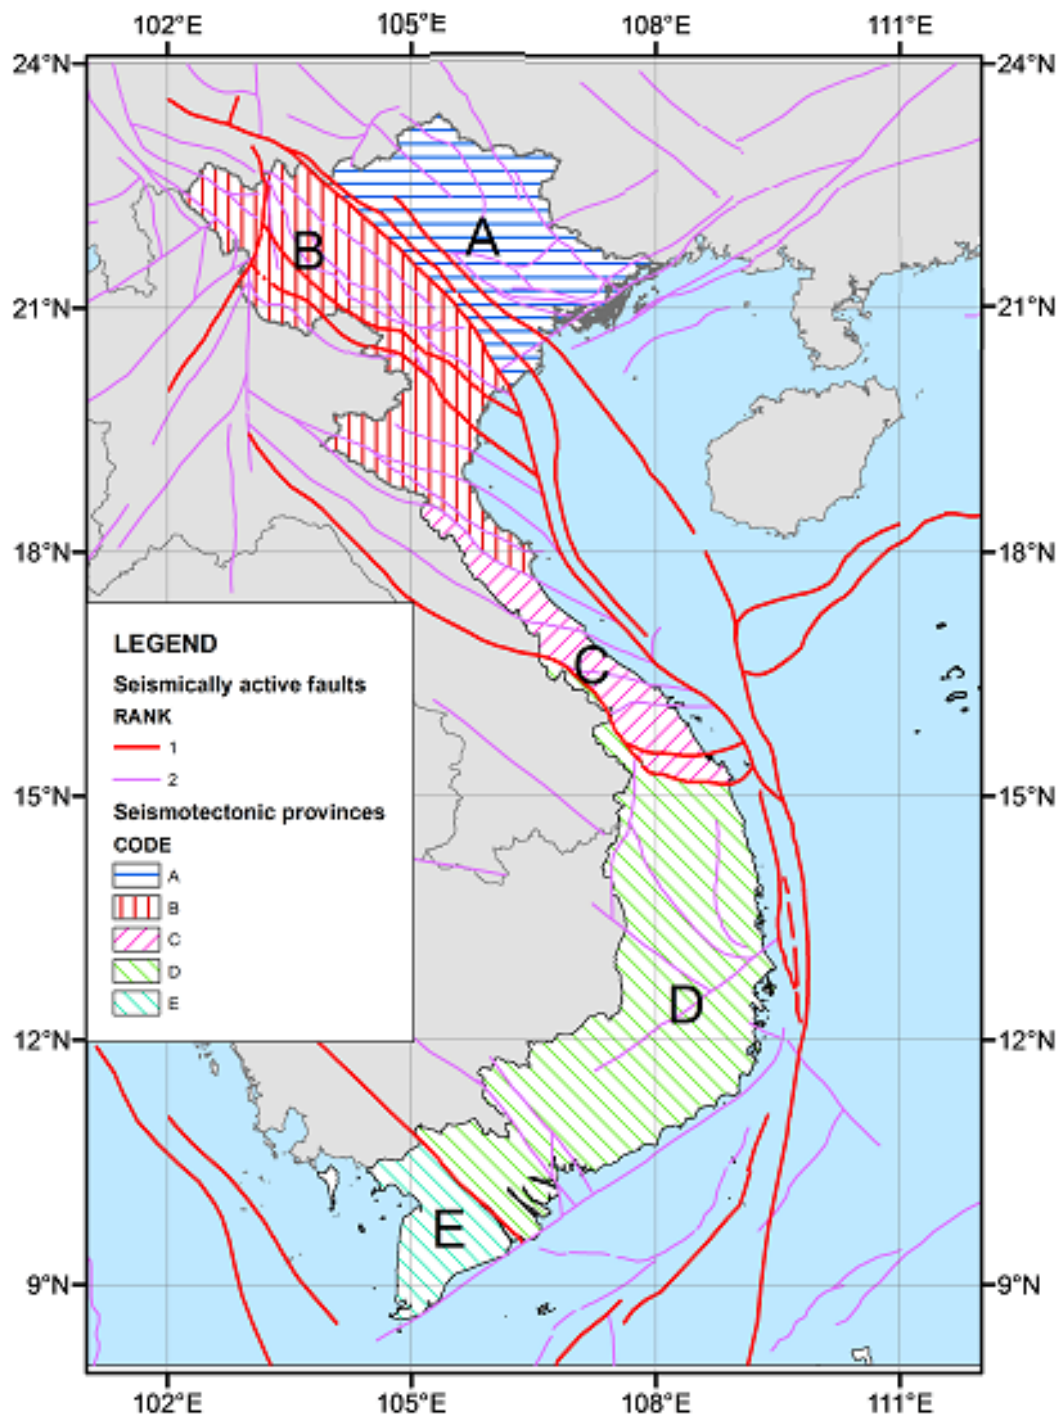 102°E 105°E 108°E 111°E
24°N 24°N
A
B
21°N 21°N
18°N 18°N
LEGEND
Seismically active faults
RANK
1
2
Seismotectonic provinces
CODE
A
B
C
D
E
C
15°N 15°N
D
12°N 12°N
E
9°N 9°N
102°E 105°E 108°E 111°E